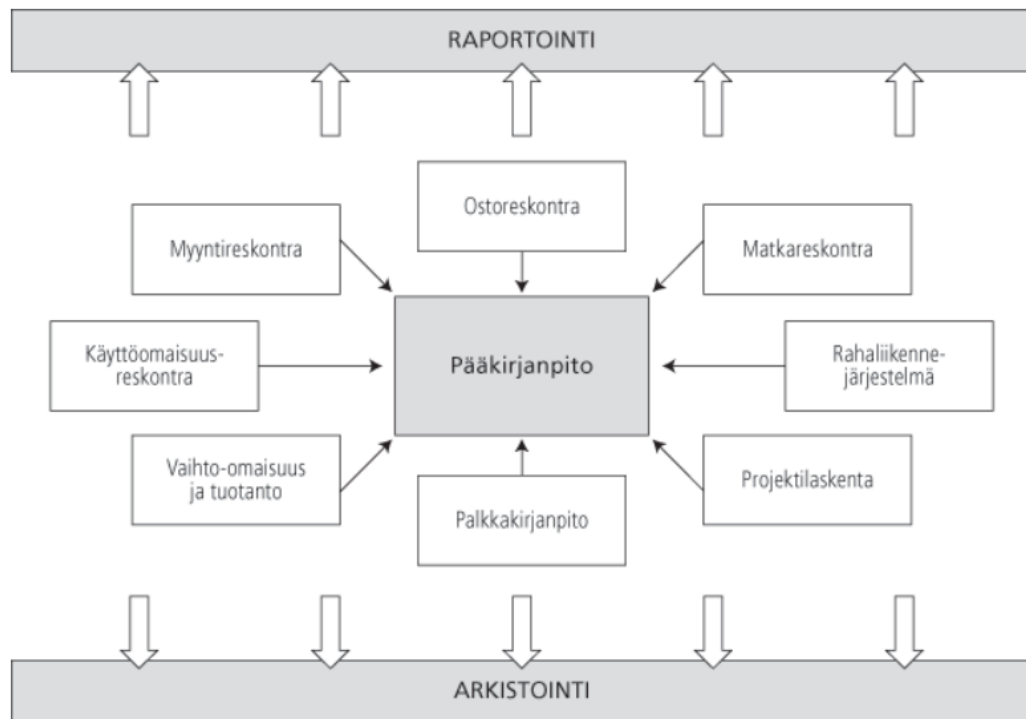 RAPORTOINTI
Ostoreskontra
Myyntireskontra
Matkareskontra
Käyttöomaisuus-
reskontra
Pääkirjanpito
Rahaliikenne-
järjestelmä
Vaihto-omaisuus
ja tuotanto
Palkkakirjanpito
Projektilaskenta
ARKISTOINTI